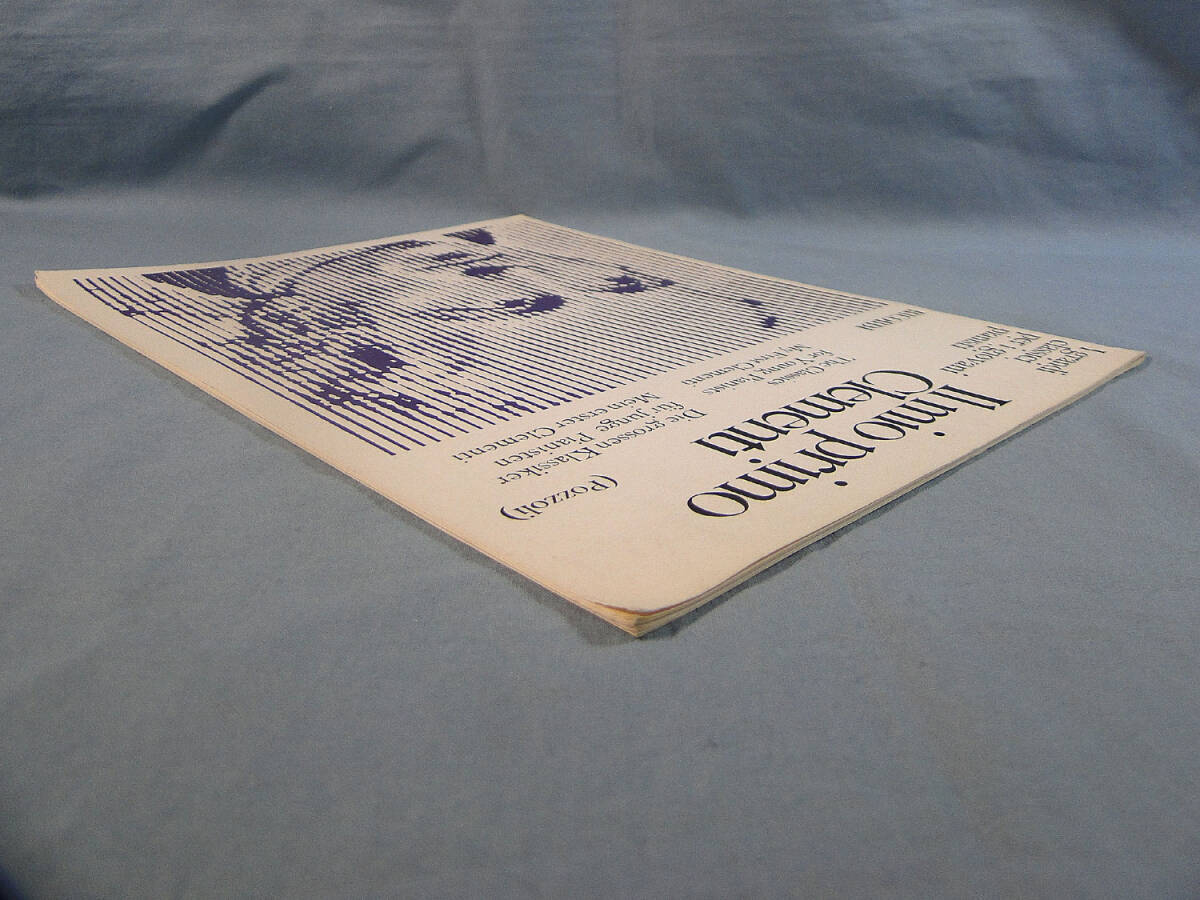 I grandi
classici
per i giovani
pianisti
Il mio primo
Clementi
RICORDI
The Classics
for Young Pianists
My First Clementi
Die grossen Klassiker
für junge Pianisten
Mein erster Clementi
(Pozzoli)